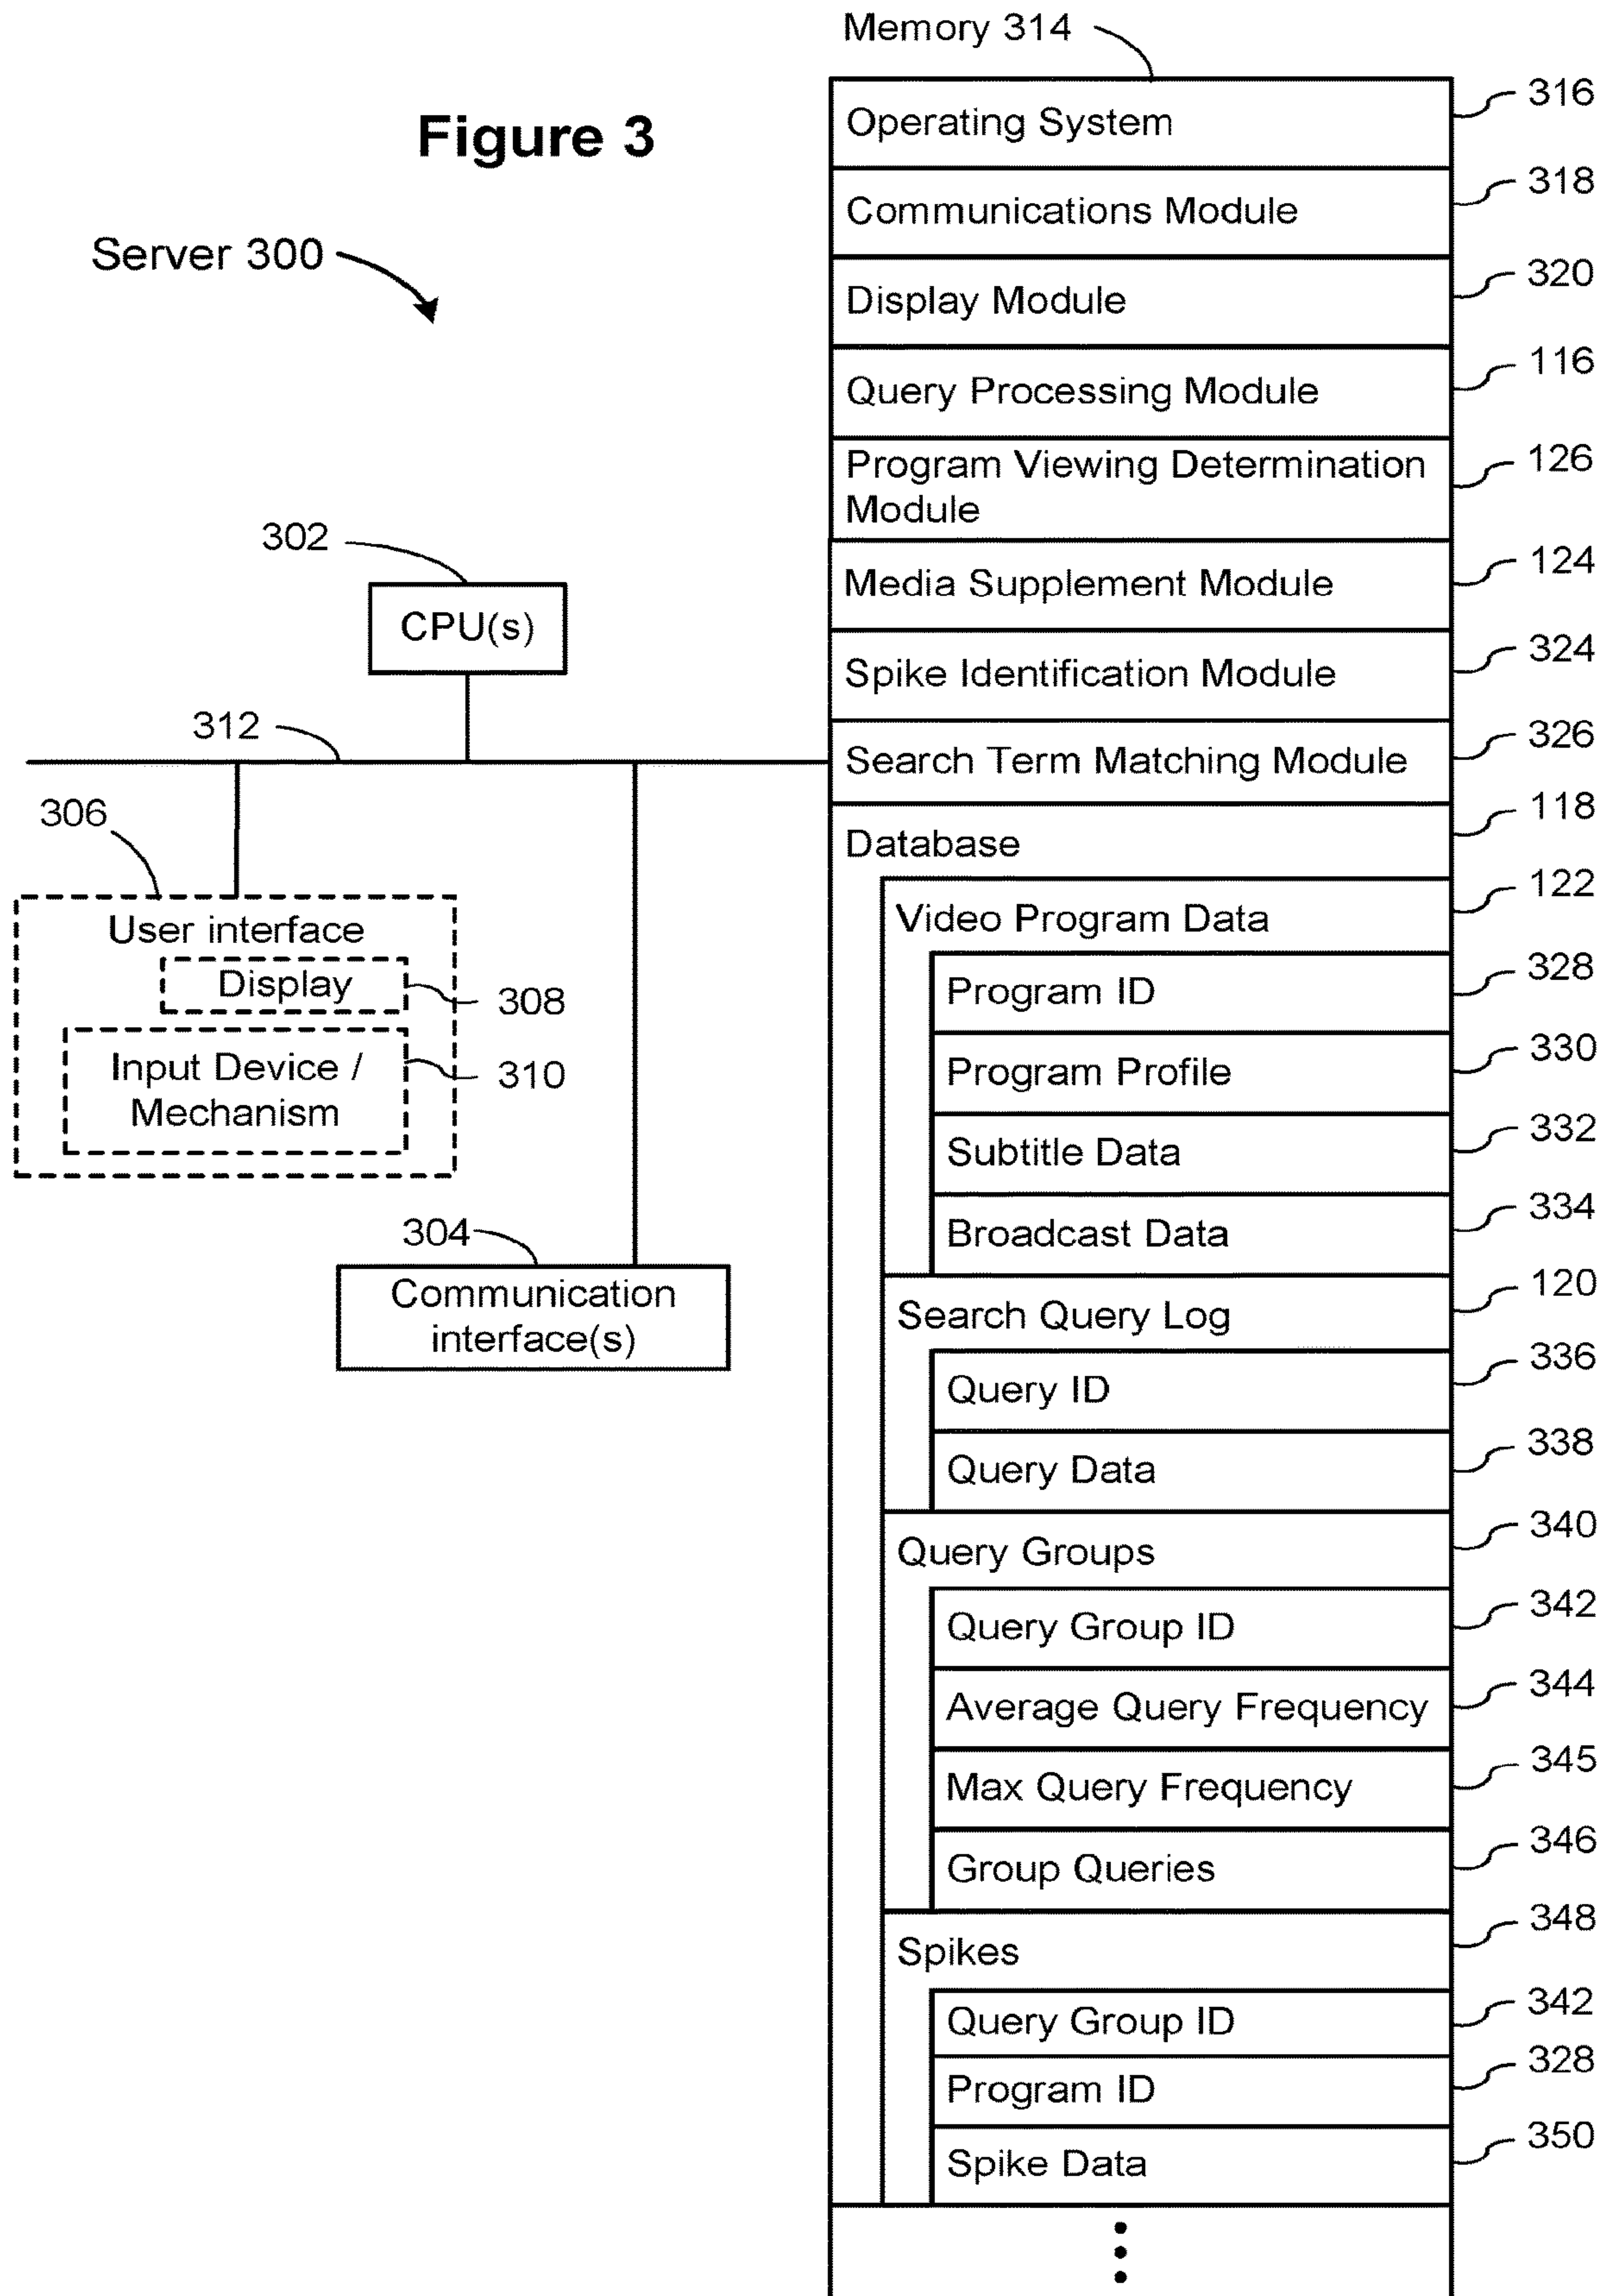 Memory 314
Figure 3
Server 300
Operating System
316
Communications Module
318
Display Module
320
Query Processing Module
116
Program Viewing Determination
Module
126
Media Supplement Module
124
Spike Identification Module
324
Search Term Matching Module
326
302
CPU(s)
312
306
User interface
Display
308
Input Device /
Mechanism
310
304
Communication
interface(s)
Database
118
Video Program Data
122
Program ID
328
Program Profile
330
Subtitle Data
332
Broadcast Data
334
Search Query Log
120
Query ID
336
Query Data
338
Query Groups
340
Query Group ID
342
Average Query Frequency
344
Max Query Frequency
345
Group Queries
346
Spikes
348
Query Group ID
342
Program ID
328
Spike Data
350